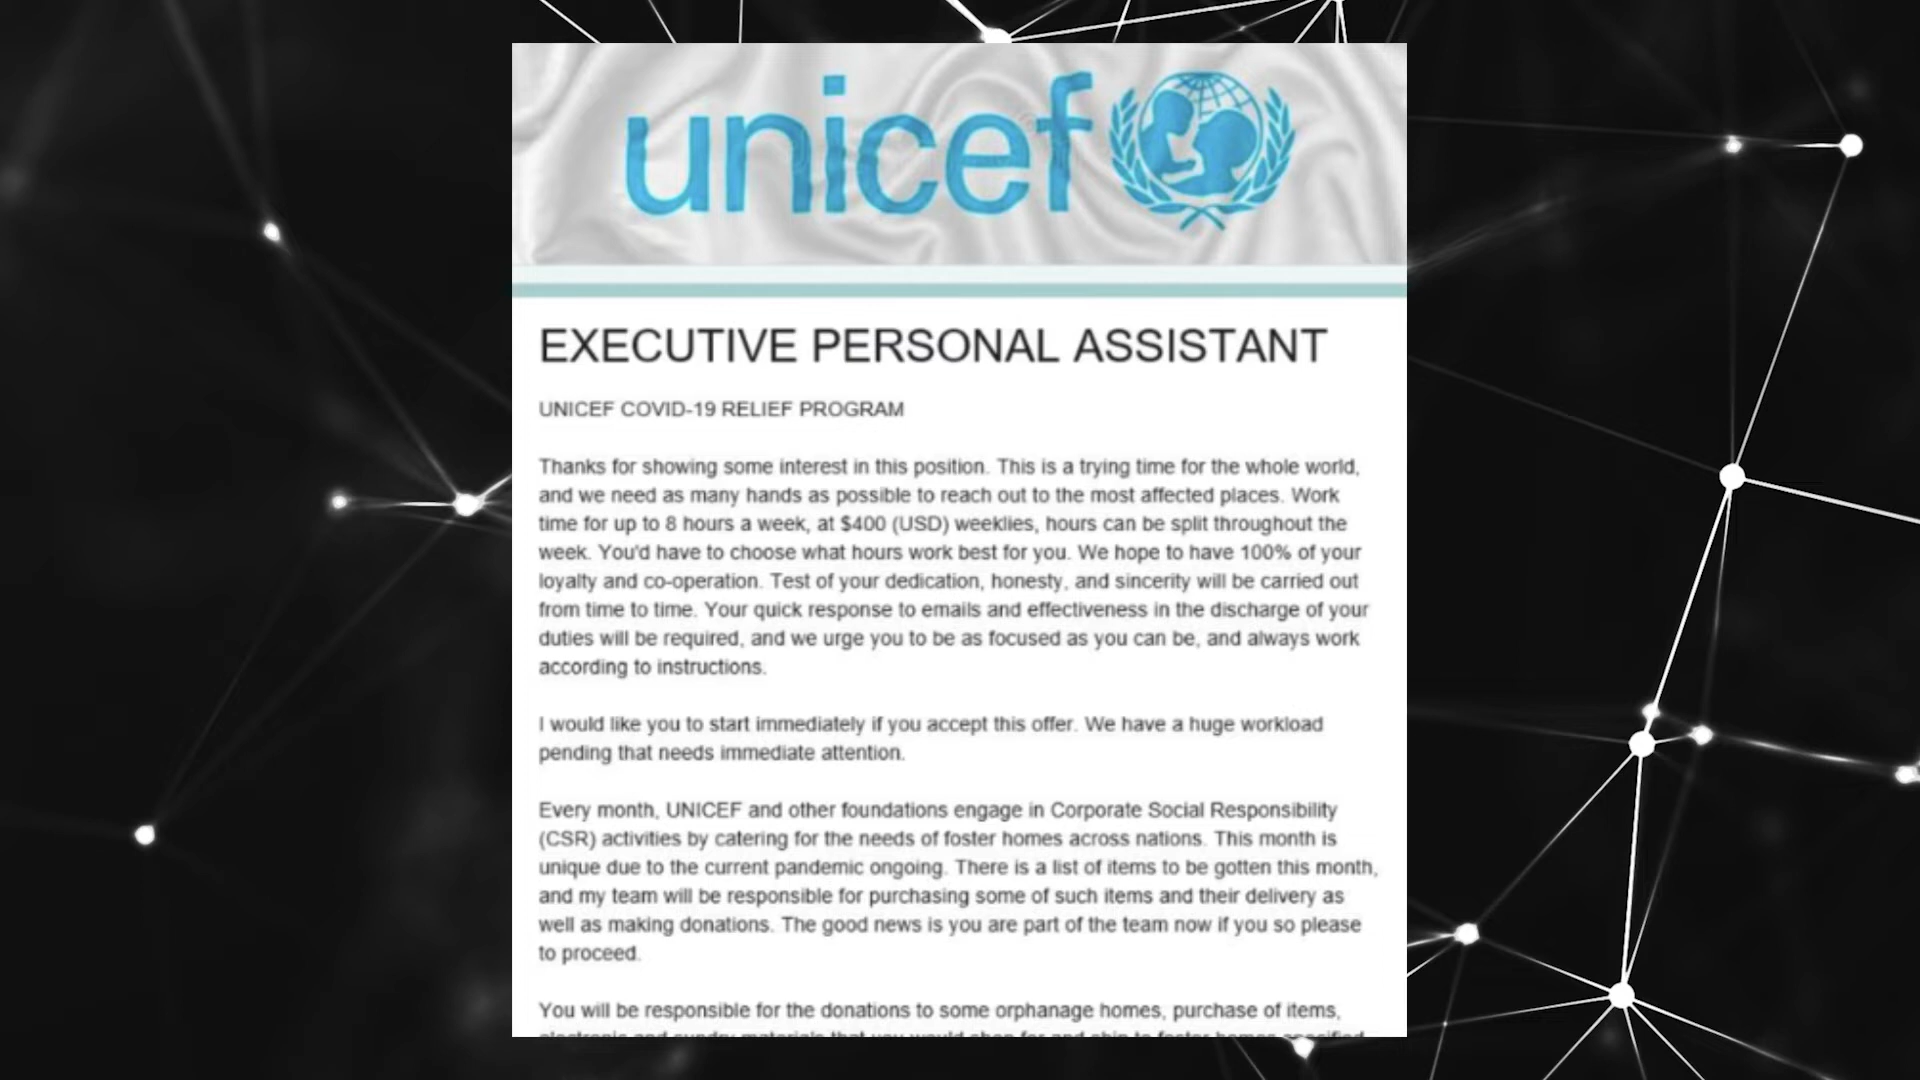 unicef
EXECUTIVE PERSONAL ASSISTANT
UNICEF COVID-19 RELIEF PROGRAM
Thanks for showing some interest in this position. This is a trying time for the whole world,
and we need as many hands as possible to reach out to the most affected places. Work
time for up to 8 hours a week, at $400 (USD) weeklies, hours can be split throughout the
week. You'd have to choose what hours work best for you. We hope to have 100% of your
loyalty and co-operation. Test of your dedication, honesty, and sincerity will be carried out
from time to time. Your quick response to emails and effectiveness in the discharge of your
duties will be required, and we urge you to be as focused as you can be, and always work
according to instructions.
I would like you to start immediately if you accept this offer. We have a huge workload
pending that needs immediate attention.
Every month, UNICEF and other foundations engage in Corporate Social Responsibility
(CSR) activities by catering for the needs of foster homes across nations. This month is
unique due to the current pandemic ongoing. There is a list of items to be gotten this month,
and my team will be responsible for purchasing some of such items and their delivery as
well as making donations. The good news is you are part of the team now if you so please
to proceed.
You will be responsible for the donations to some orphanage homes, purchase of items,